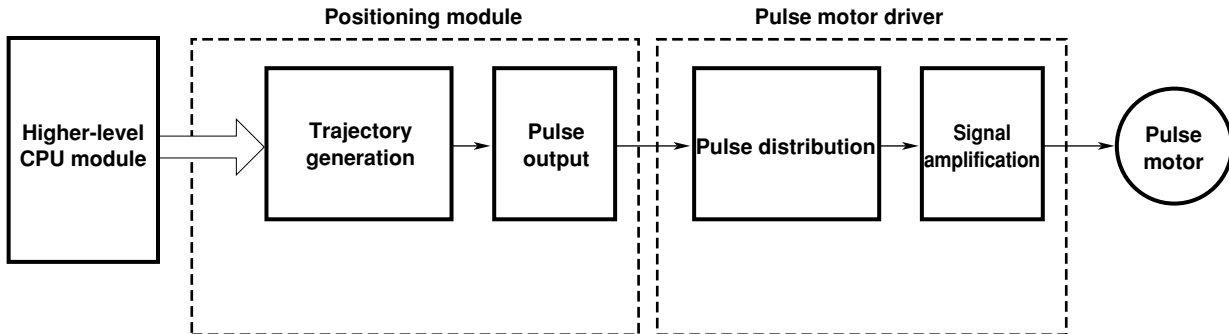 Positioning module
Pulse motor driver
Higher-level
CPU module
Trajectory
generation
Pulse
output
Pulse distribution
Signal
amplification
Pulse
motor